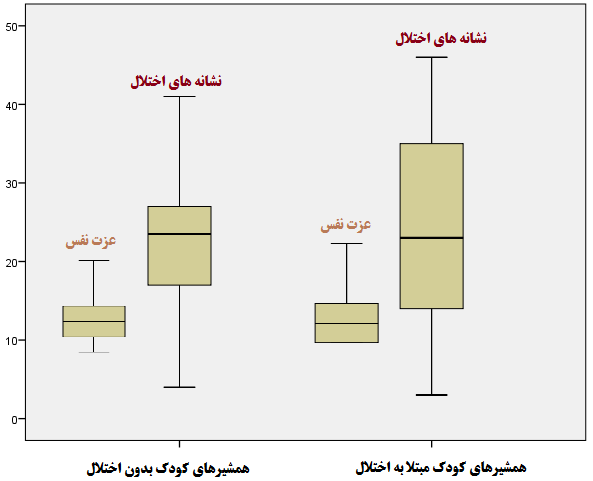 50
40
30
20
10
0
نشانه های اختلال
عزت نفس
نشانه های اختلال
عزت نفس
همشیرهای کودک بدون اختلال
همشیرهای کودک مبتلا به اختلال